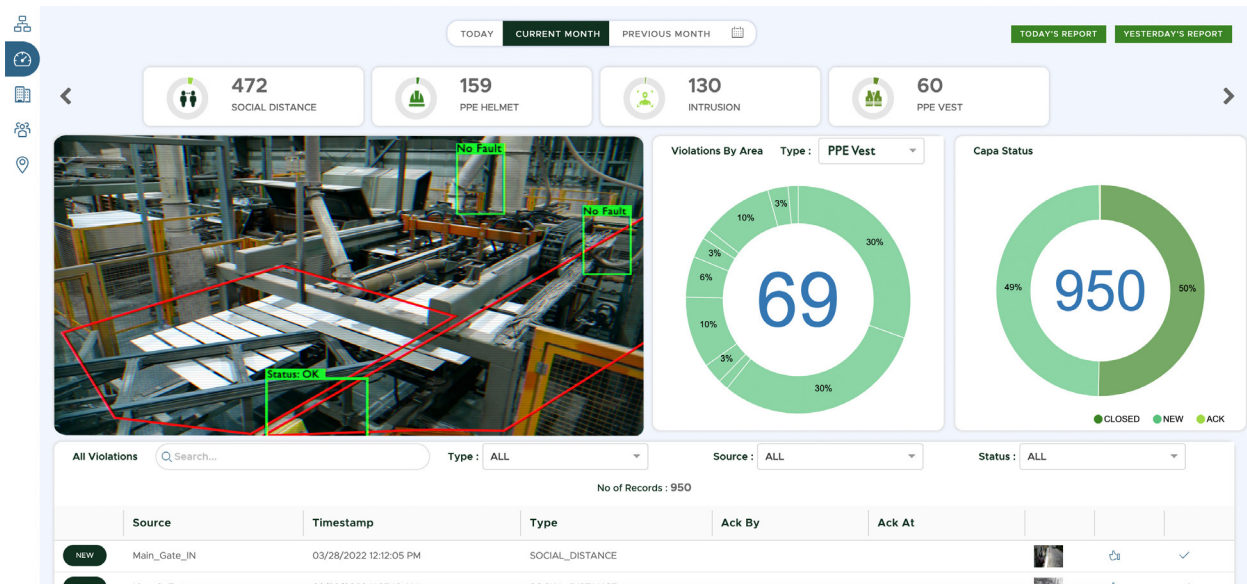 TODAY CURRENT MONTH PREVIOUS MONTH
TODAY'S REPORT YESTERDAY'S REPORT
472
SOCIAL DISTANCE
159
PPE HELMET
130
INTRUSION
60
PPE VEST
No Fault
No Fault
Status: OK
Violations By Area Type : PPE Vest
3%
10%
30%
3%
6%
69
10%
3%
30%
Capa Status
49% 950 50%
CLOSED NEW ACK
All Violations Search... Type : ALL Source : ALL Status : ALL
No of Records : 950
Source Timestamp Type Ack By Ack At
NEW Main_Gate_IN 03/28/2022 12:12:05 PM SOCIAL_DISTANCE